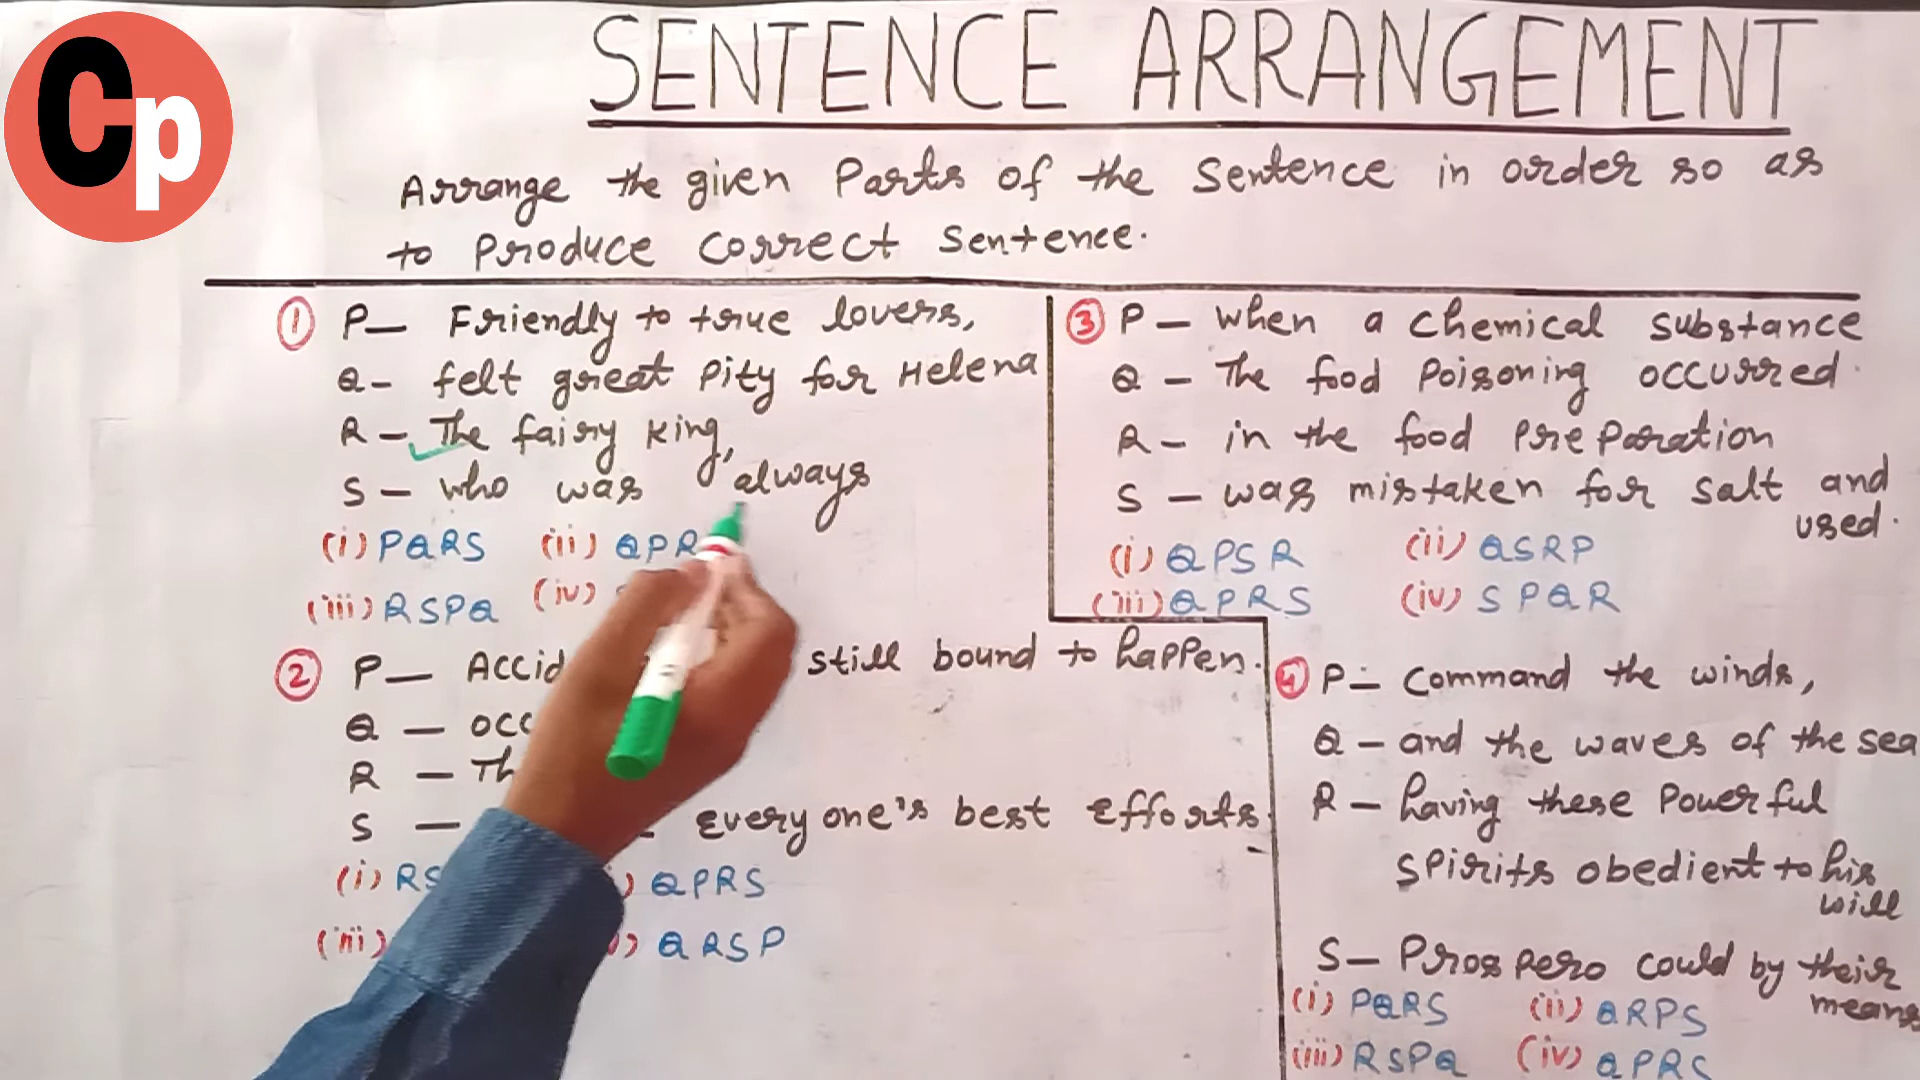 Cp
SENTENCE ARRANGEMENT
Arrange the given Parts of the Sentence in order so as
to Produce Correct Sentence.
① P— Friendly to true lovers,
Q- felt great Pity for Helena
R- The fairy King,
S- who was always
(i) PQRS (ii) QPR
(iii) RSPQ (iv)
② P— still bound to happen.
Q —
R —
S — everyone's best efforts.
(i) RS QPRS
(iii) QRSP
③ P — when a chemical substance
Q - The food Poisoning occurred.
R - in the food Preparation
S - was mistaken for salt and
used.
(i) QPSR (ii) QSRP
(iii) QPRS (iv) SPQR
④ P— Command the winds,
Q - and the waves of the sea
R - having these Powerful
spirits obedient to his
will
S- Prospero could by their
means
(i) PQRS (ii) QRPS
(iii) RSPQ (iv) QPRS